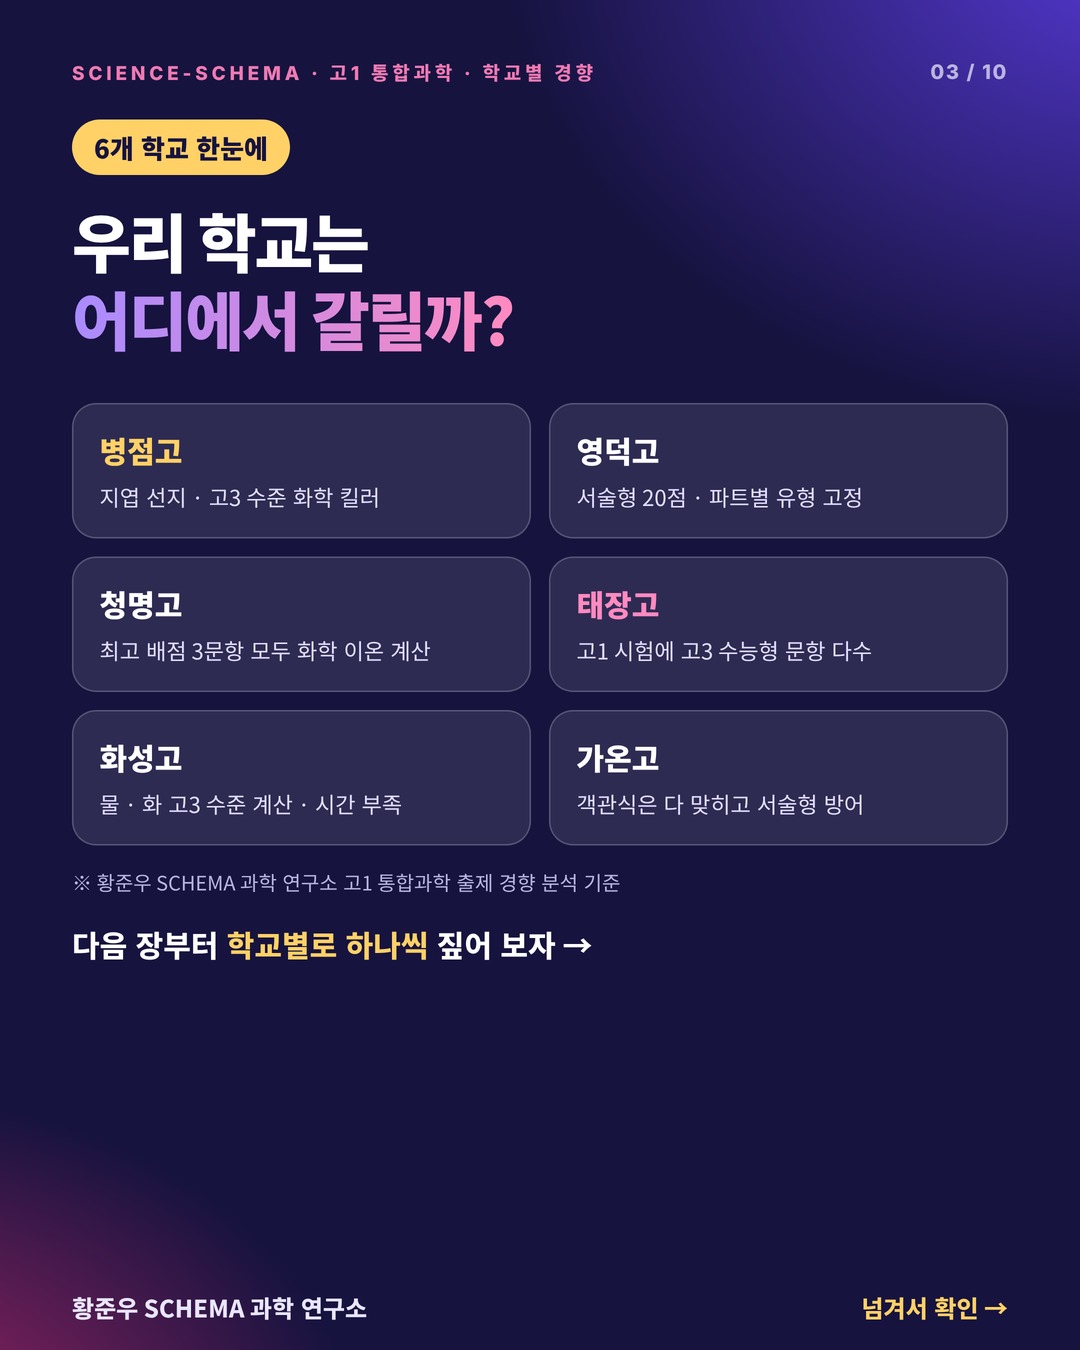 SCIENCE-SCHEMA · 고1 통합과학 · 학교별 경향
03 / 10
6개 학교 한눈에
우리 학교는
어디에서 갈릴까?
병점고
지엽 선지 · 고3 수준 화학 킬러
영덕고
서술형 20점 · 파트별 유형 고정
청명고
최고 배점 3문항 모두 화학 이온 계산
태장고
고1 시험에 고3 수능형 문항 다수
화성고
물 · 화 고3 수준 계산 · 시간 부족
가온고
객관식은 다 맞히고 서술형 방어
※ 황준우 SCHEMA 과학 연구소 고1 통합과학 출제 경향 분석 기준
다음 장부터 학교별로 하나씩 짚어 보자 →
황준우 SCHEMA 과학 연구소
넘겨서 확인 →